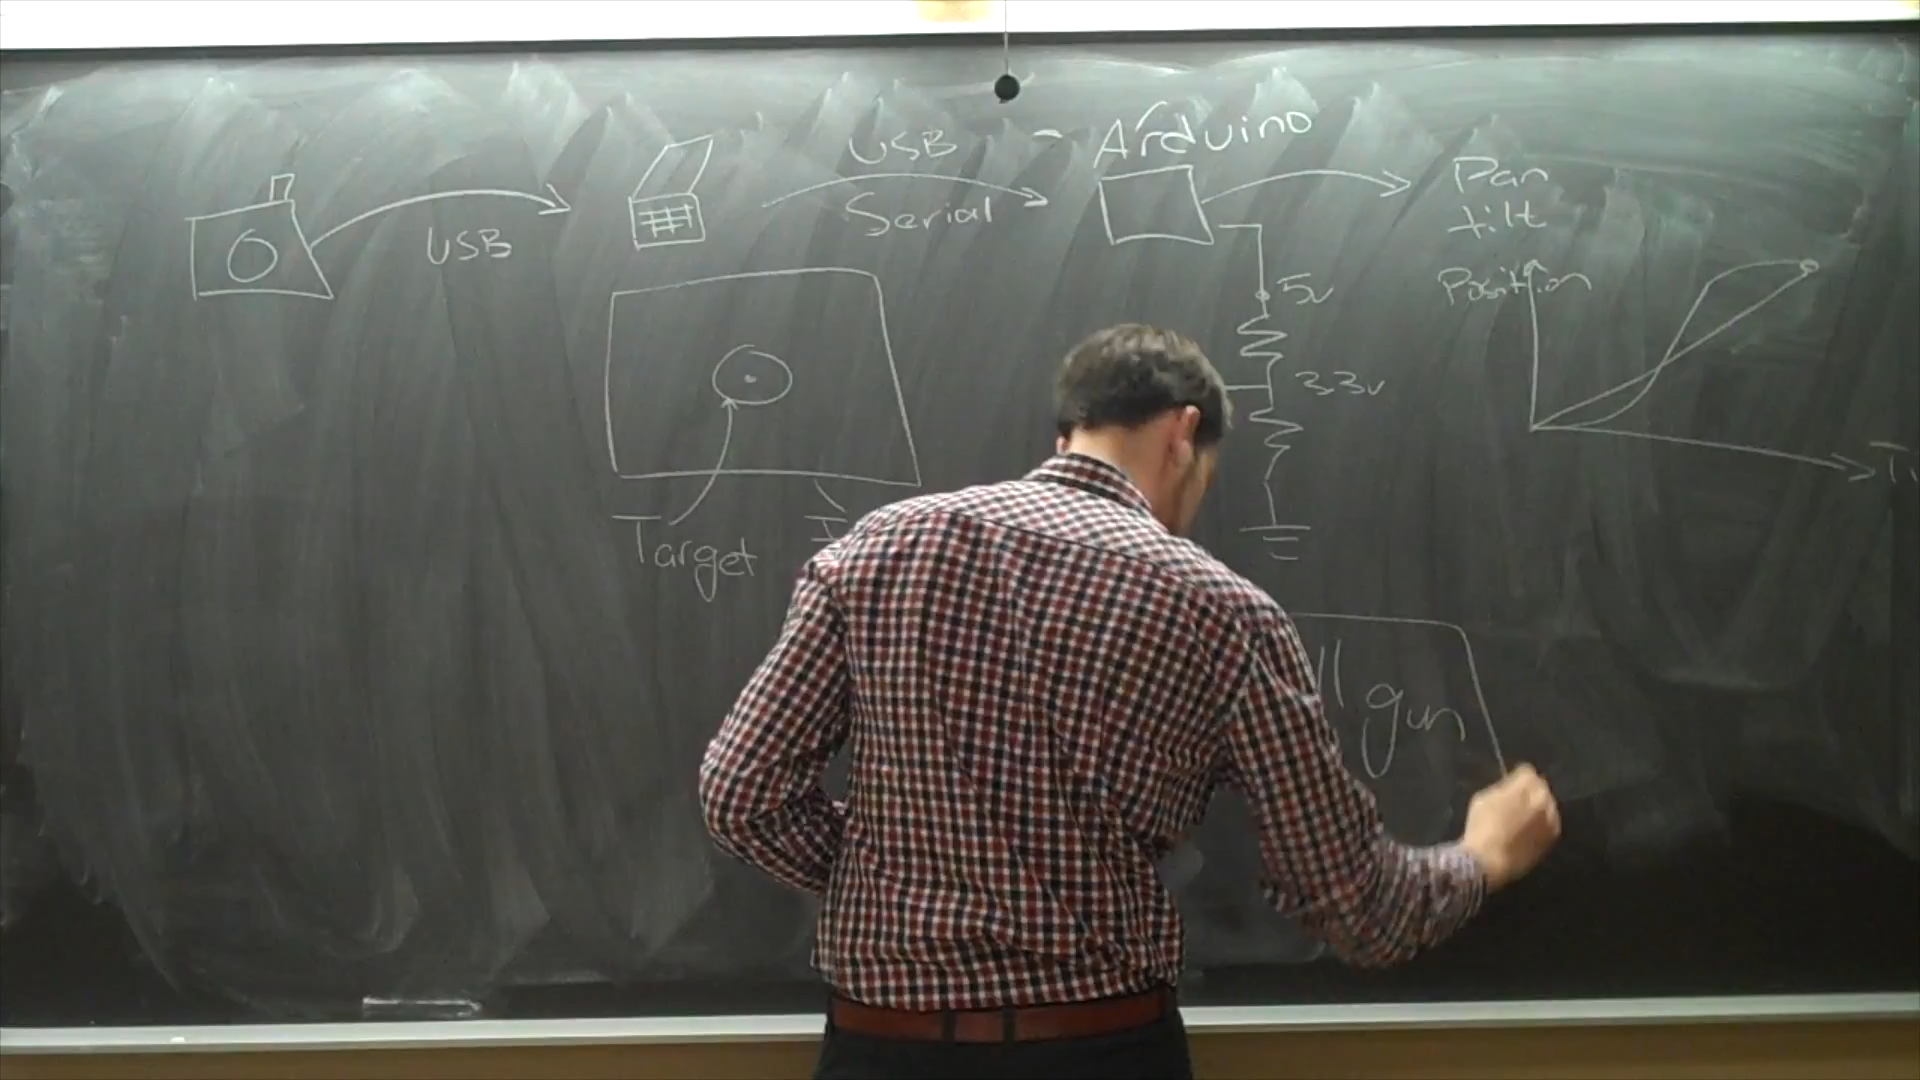 USB
USB
Serial
Arduino
Pan
tilt
5v
3.3v
Position
Target
gun